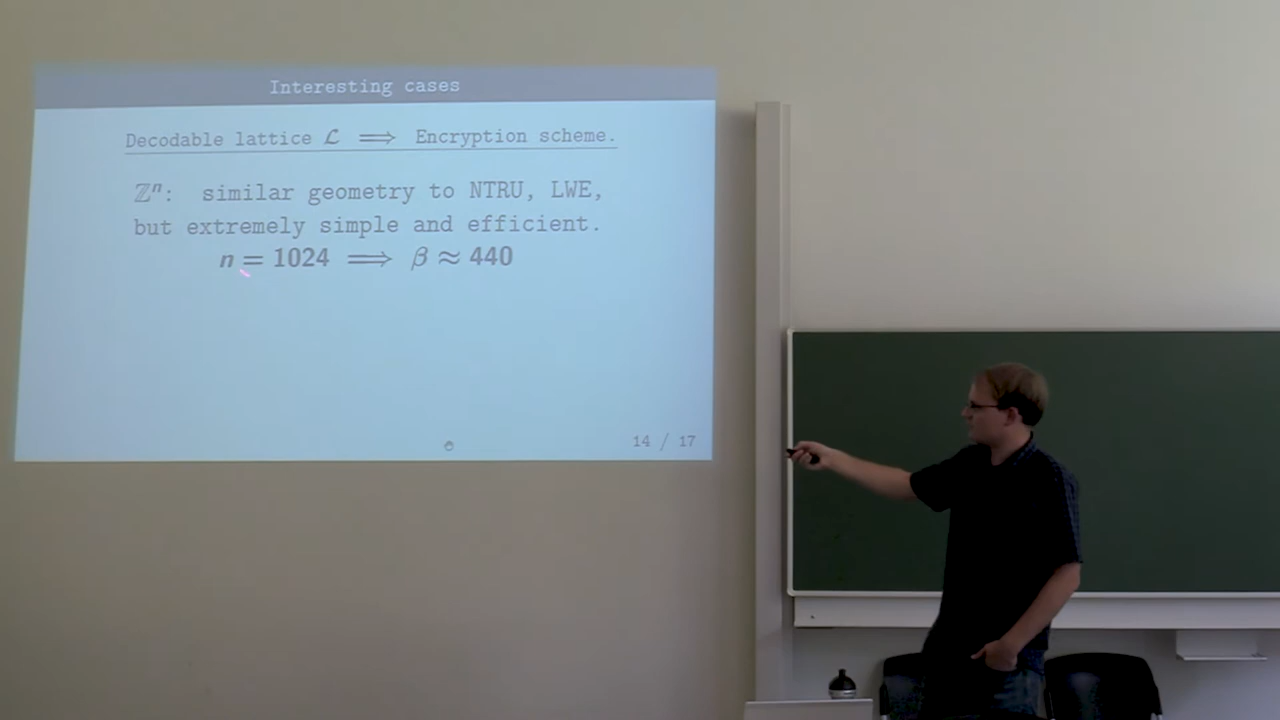 Interesting cases
Decodable lattice ℒ ⟹ Encryption scheme.
ℤⁿ: similar geometry to NTRU, LWE,
but extremely simple and efficient.
n = 1024 ⟹ β ≈ 440
14 / 17